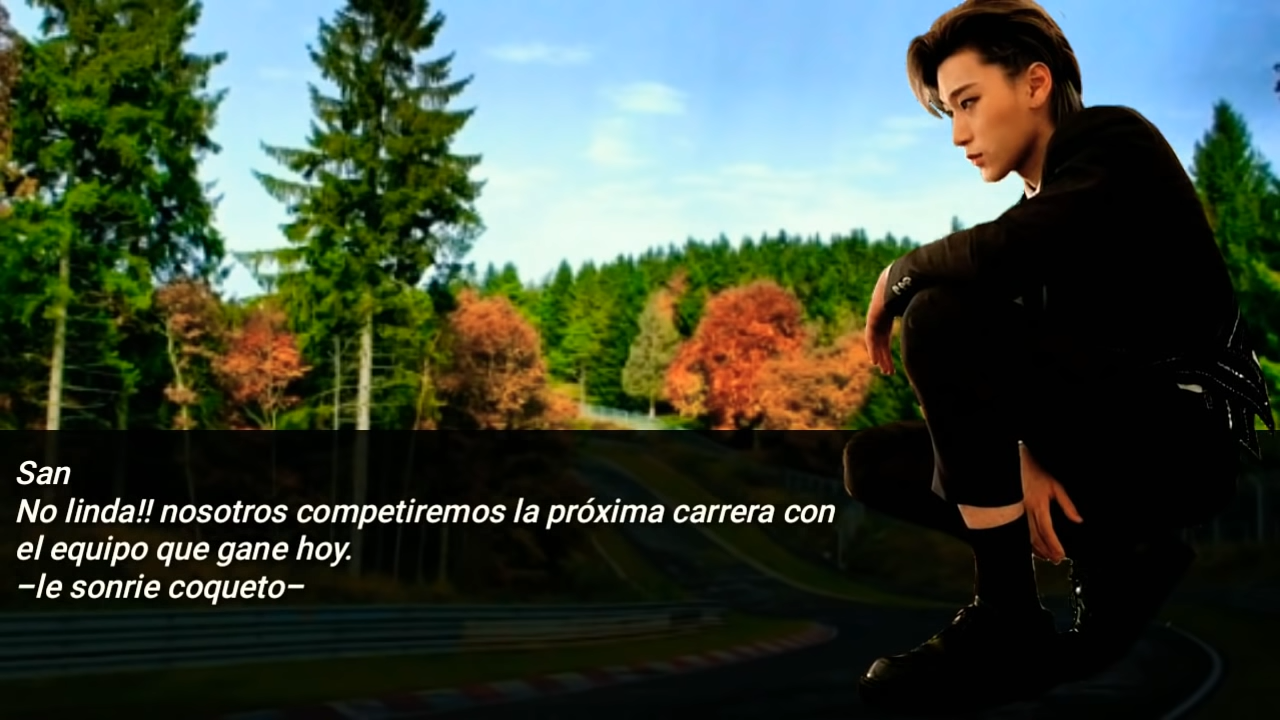 San
No linda!! nosotros competiremos la próxima carrera con
el equipo que gane hoy.
–le sonrie coqueto–